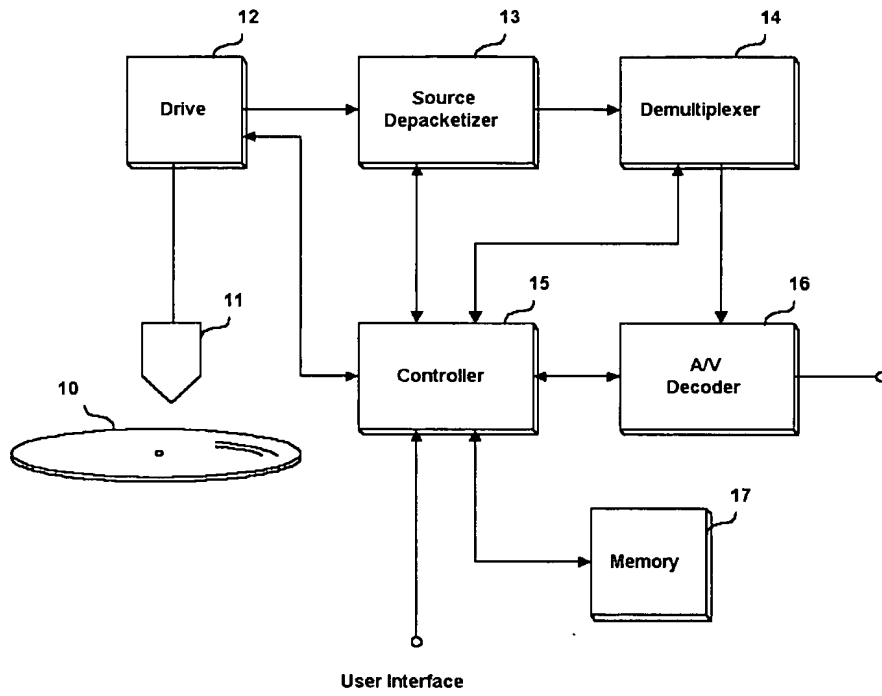 12
13
14
Drive
Source
Depacketizer
Demultiplexer
11
15
16
10
Controller
A/V
Decoder
17
Memory
User Interface